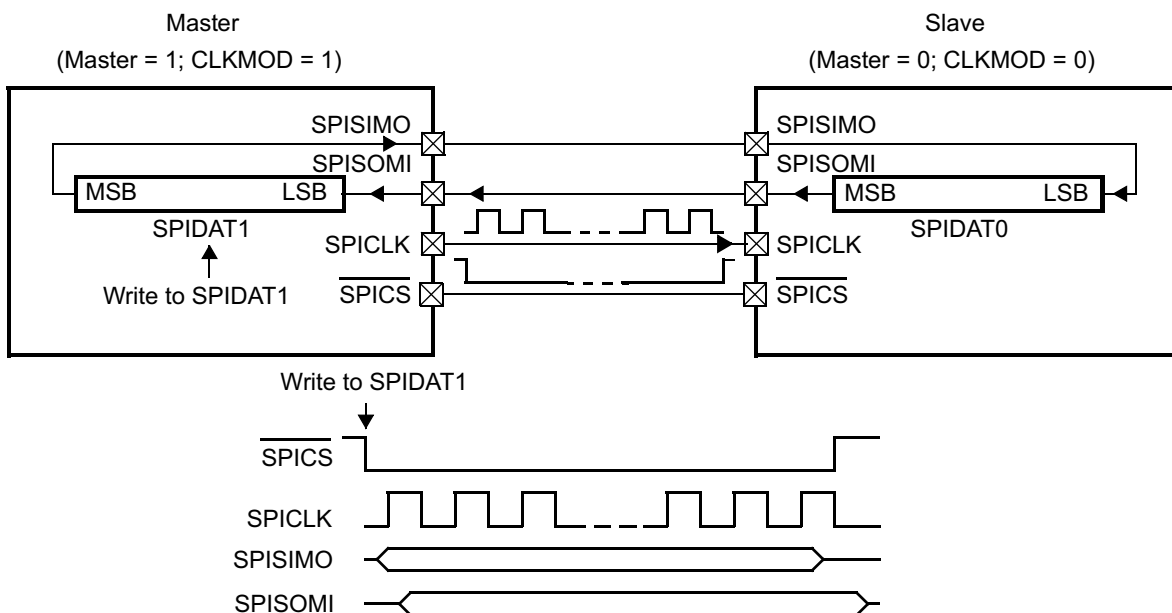 Master
(Master = 1; CLKMOD = 1)
Slave
(Master = 0; CLKMOD = 0)
SPISIMO
SPISIMO
SPISOMI
SPISOMI
MSB LSB
MSB LSB
SPIDAT1
SPIDAT0
SPICLK
SPICLK
Write to SPIDAT1
SPICS
SPICS
Write to SPIDAT1
SPICS
SPICLK
SPISIMO
SPISOMI